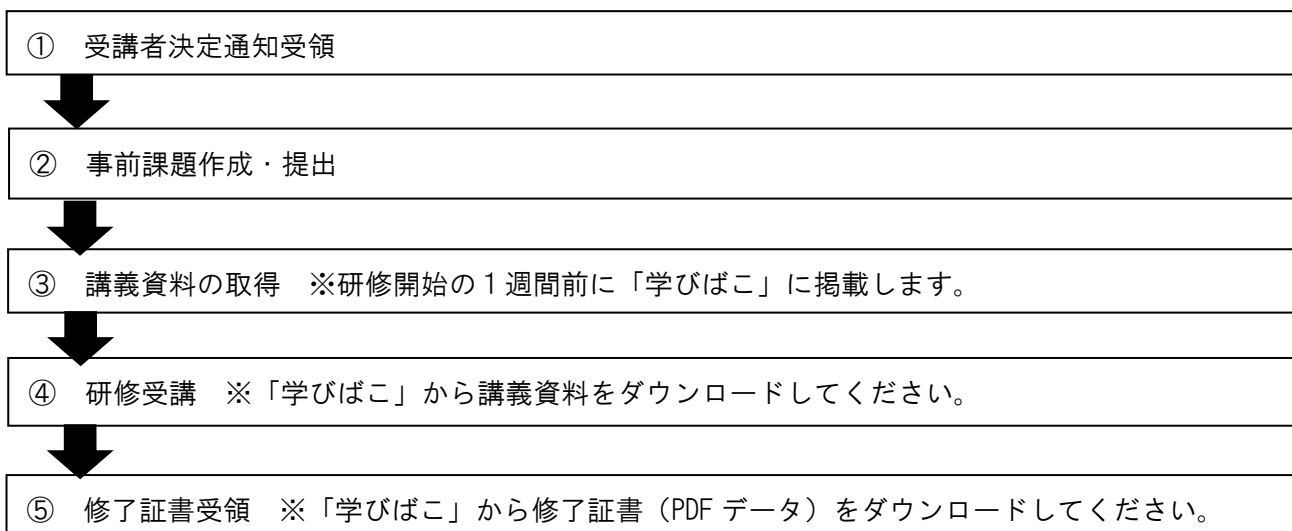 ① 受講者決定通知受領
② 事前課題作成・提出
③ 講義資料の取得 ※研修開始の1週間前に「学びばこ」に掲載します。
④ 研修受講 ※「学びばこ」から講義資料をダウンロードしてください。
⑤ 修了証書受領 ※「学びばこ」から修了証書（PDF データ）をダウンロードしてください。